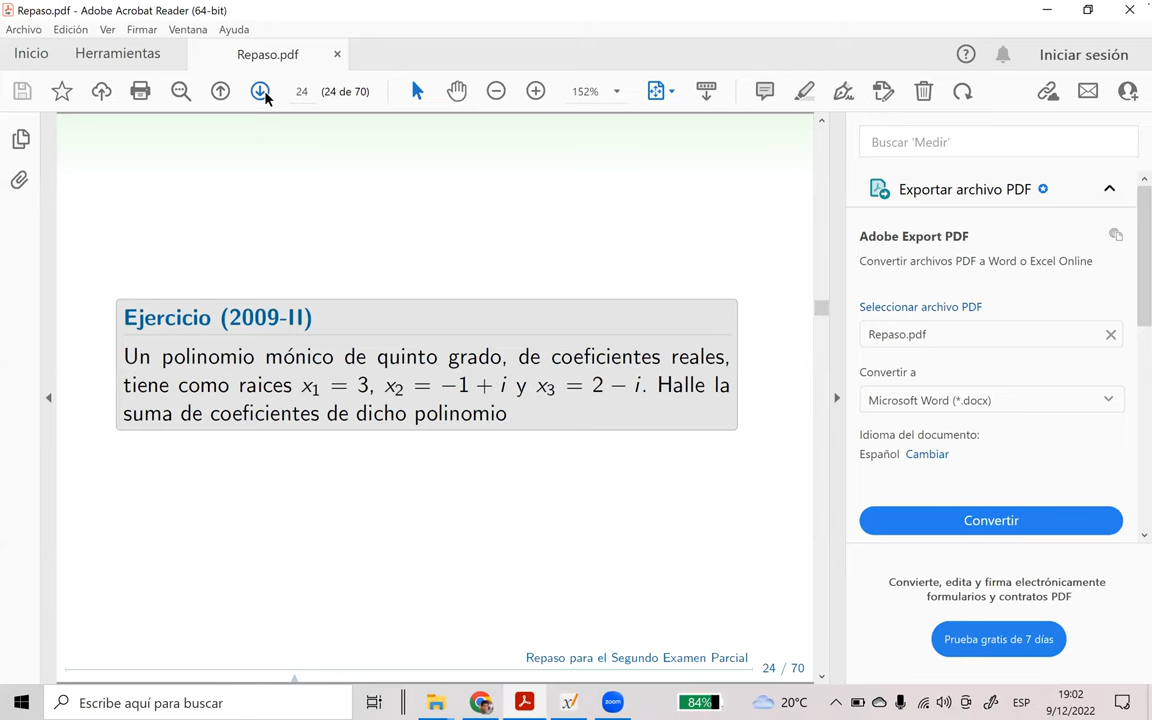 Repaso.pdf - Adobe Acrobat Reader (64-bit)
Archivo Edición Ver Firmar Ventana Ayuda
Inicio Herramientas Repaso.pdf × Iniciar sesión
24 (24 de 70) 152%
Buscar 'Medir'
Exportar archivo PDF
Adobe Export PDF
Convertir archivos PDF a Word o Excel Online
Seleccionar archivo PDF
Repaso.pdf
Convertir a
Microsoft Word (*.docx)
Idioma del documento:
Español Cambiar
Convertir
Convierte, edita y firma electrónicamente
formularios y contratos PDF
Prueba gratis de 7 días
Ejercicio (2009-II)
Un polinomio mónico de quinto grado, de coeficientes reales,
tiene como raices x₁ = 3, x₂ = −1 + i y x₃ = 2 − i. Halle la
suma de coeficientes de dicho polinomio
Repaso para el Segundo Examen Parcial
24 / 70
Escribe aquí para buscar
zoom
84%
20°C
ESP
19:02
9/12/2022